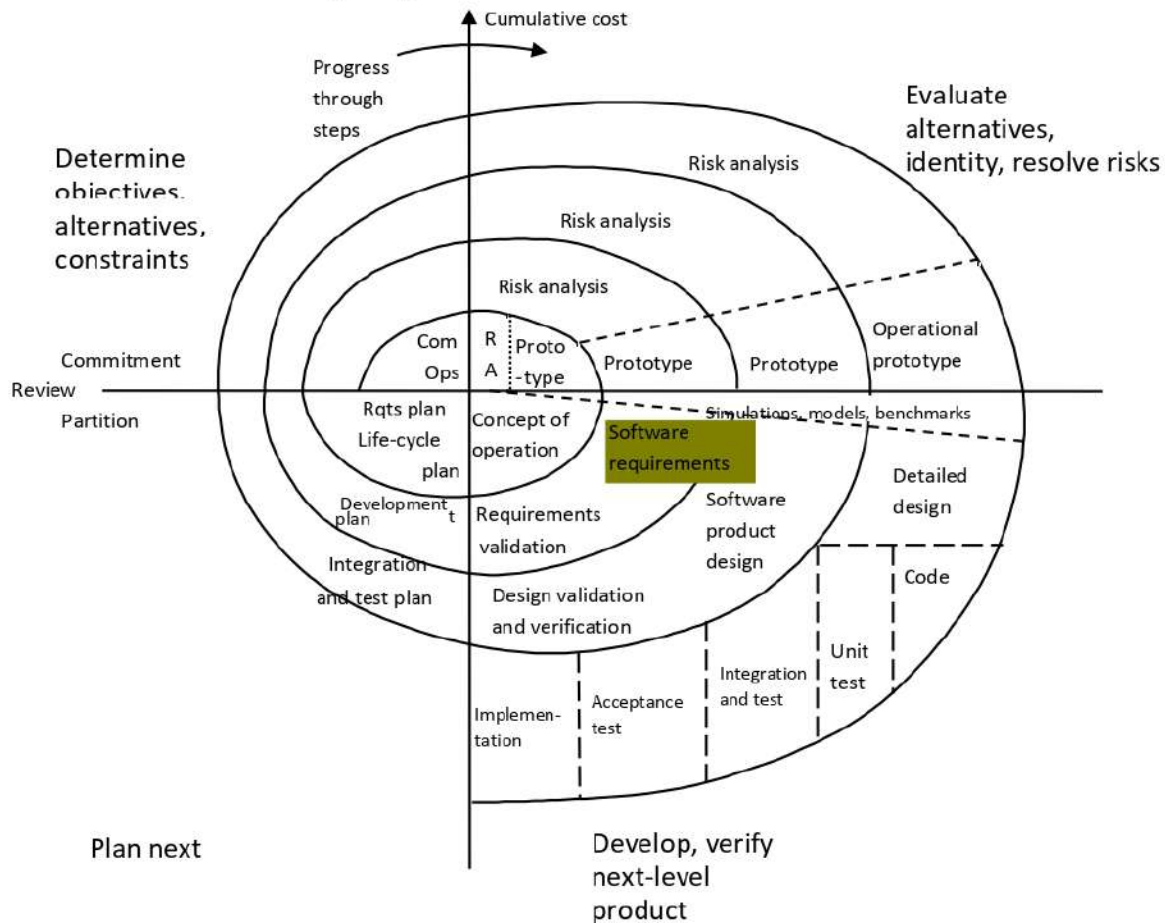 Cumulative cost
Progress
through
steps
Evaluate
alternatives,
identity, resolve risks
Determine
objectives,
alternatives,
constraints
Risk analysis
Risk analysis
Risk analysis
Com
Ops
R
A
Proto
-type
Prototype
Prototype
Operational
prototype
Commitment
Review
Partition
Rqts plan
Life-cycle
plan
Concept of
operation
Simulations, models, benchmarks
Software
requirements
Detailed
design
Development t
plan
Requirements
validation
Software
product
design
Integration
and test plan
Design validation
and verification
Code
Unit
test
Integration
and test
Acceptance
test
Implemen-
tation
Plan next
Develop, verify
next-level
product